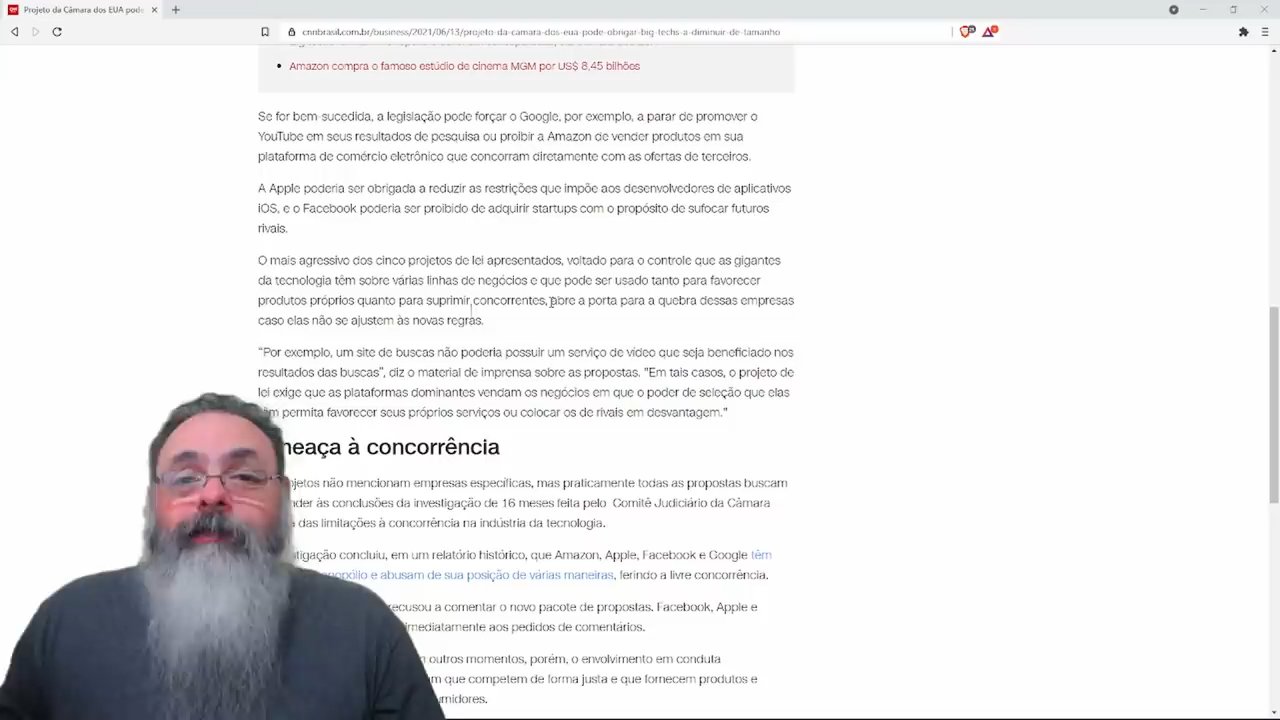 Projeto da Câmara dos EUA pode
cnnbrasil.com.br/business/2021/06/13/projeto-da-camara-dos-eua-pode-obrigar-big-techs-a-diminuir-de-tamanho
Amazon compra o famoso estúdio de cinema MGM por US$ 8,45 bilhões
Se for bem-sucedida, a legislação pode forçar o Google, por exemplo, a parar de promover o
YouTube em seus resultados de pesquisa ou proibir a Amazon de vender produtos em sua
plataforma de comércio eletrônico que concorram diretamente com as ofertas de terceiros.
A Apple poderia ser obrigada a reduzir as restrições que impõe aos desenvolvedores de aplicativos
iOS, e o Facebook poderia ser proibido de adquirir startups com o propósito de sufocar futuros
rivais.
O mais agressivo dos cinco projetos de lei apresentados, voltado para o controle que as gigantes
da tecnologia têm sobre várias linhas de negócios e que pode ser usado tanto para favorecer
produtos próprios quanto para suprimir concorrentes, abre a porta para a quebra dessas empresas
caso elas não se ajustem às novas regras.
“Por exemplo, um site de buscas não poderia possuir um serviço de vídeo que seja beneficiado nos
resultados das buscas”, diz o material de imprensa sobre as propostas. "Em tais casos, o projeto de
lei exige que as plataformas dominantes vendam os negócios em que o poder de seleção que elas
têm permita favorecer seus próprios serviços ou colocar os de rivais em desvantagem.”
meaça à concorrência
ojetos não mencionam empresas específicas, mas praticamente todas as propostas buscam
nder às conclusões da investigação de 16 meses feita pelo Comitê Judiciário da Câmara
das limitações à concorrência na indústria da tecnologia.
tigação concluiu, em um relatório histórico, que Amazon, Apple, Facebook e Google têm
nopólio e abusam de sua posição de várias maneiras, ferindo a livre concorrência.
recusou a comentar o novo pacote de propostas. Facebook, Apple e
imediatamente aos pedidos de comentários.
outros momentos, porém, o envolvimento em conduta
am que competem de forma justa e que fornecem produtos e
umidores.